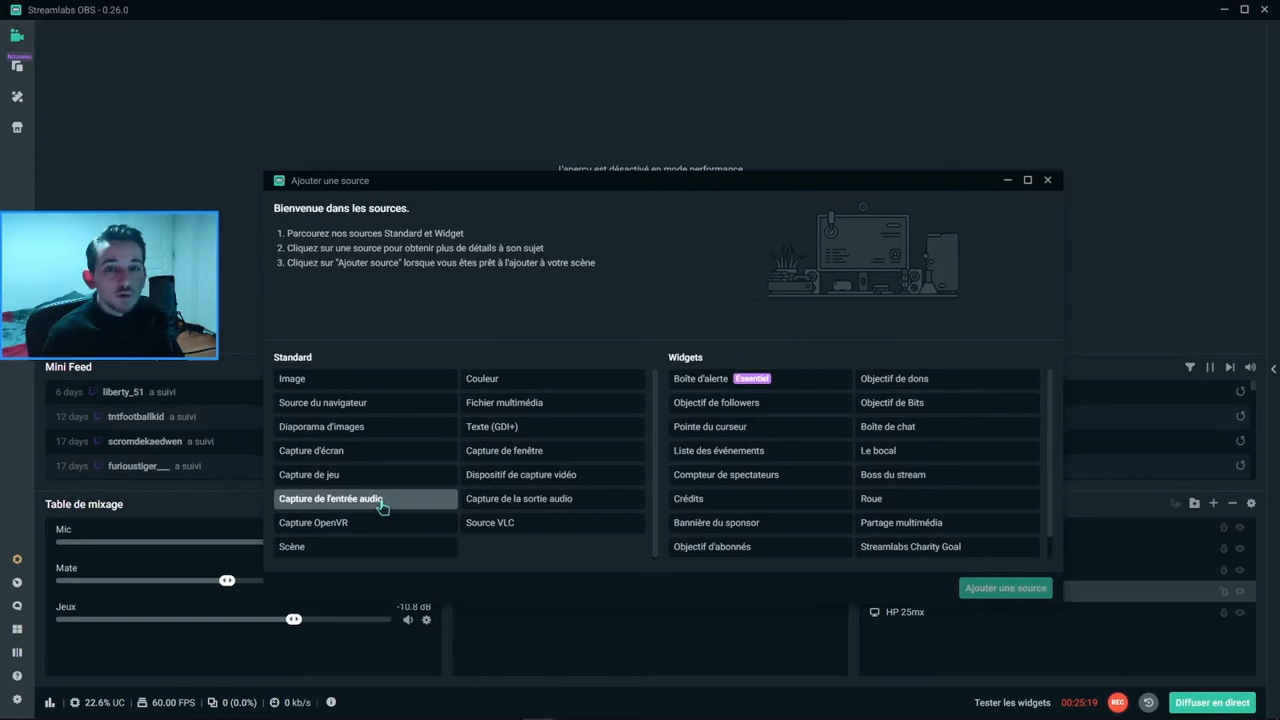 Streamlabs OBS - 0.26.0
Nouveau
L'aperçu est désactivé en mode performance
Ajouter une source
Bienvenue dans les sources.
1. Parcourez nos sources Standard et Widget
2. Cliquez sur une source pour obtenir plus de détails à son sujet
3. Cliquez sur "Ajouter source" lorsque vous êtes prêt à l'ajouter à votre scène
Standard
Image
Couleur
Source du navigateur
Fichier multimédia
Diaporama d'images
Texte (GDI+)
Capture d'écran
Capture de fenêtre
Capture de jeu
Dispositif de capture vidéo
Capture de l'entrée audio
Capture de la sortie audio
Capture OpenVR
Source VLC
Scène
Widgets
Boîte d'alerte Essentiel
Objectif de dons
Objectif de followers
Objectif de Bits
Pointe du curseur
Boîte de chat
Liste des événements
Le bocal
Compteur de spectateurs
Boss du stream
Crédits
Roue
Bannière du sponsor
Partage multimédia
Objectif d'abonnés
Streamlabs Charity Goal
Ajouter une source
Mini Feed
6 days liberty_51 a suivi
12 days tntfootballkid a suivi
17 days scromdekaedwen a suivi
17 days furioustiger___ a suivi
Table de mixage
Mic
Mate
Jeux
-10.8 dB
HP 25mx
22.6% UC
60.00 FPS
0 (0.0%)
0 kb/s
Tester les widgets
00:25:19
REC
Diffuser en direct